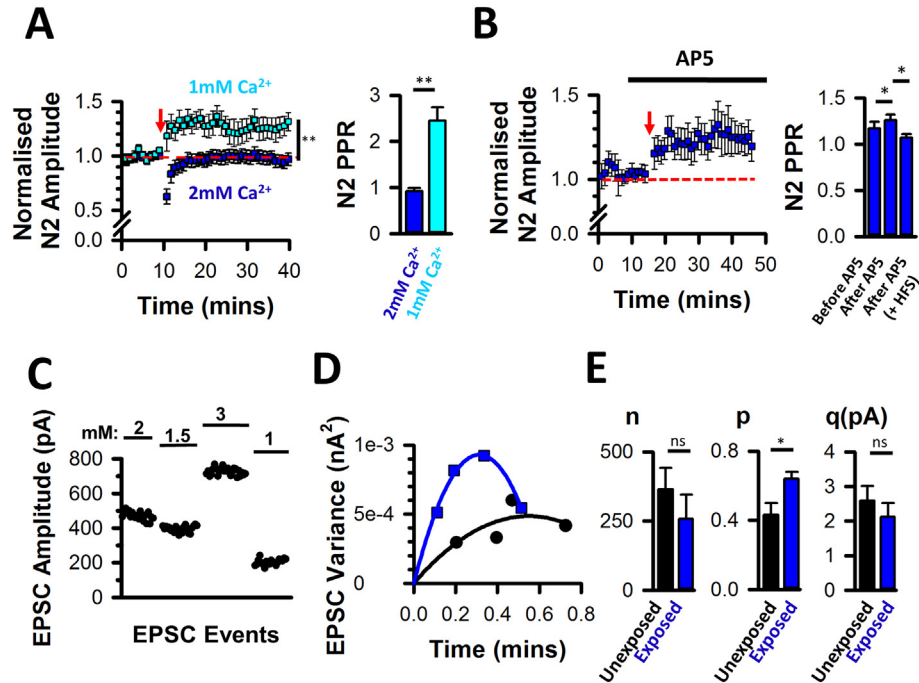 A
1mM Ca²⁺
2mM Ca²⁺
**
Normalised
N2 Amplitude
1.5
1.0
0.5
0.0
0 10 20 30 40
Time (mins)
N2 PPR
3
2
1
0
**
2mM Ca²⁺
1mM Ca²⁺
B
AP5
Normalised
N2 Amplitude
1.4
1.2
1.0
0.0
0 10 20 30 40 50
Time (mins)
N2 PPR
1.5
1.0
0.5
0.0
*
*
Before AP5
After AP5
After AP5
(+ HFS)
C
mM: 2 1.5 3 1
EPSC Amplitude (pA)
800
600
400
200
0
EPSC Events
D
EPSC Variance (nA²)
1e-3
5e-4
0
0.0 0.2 0.4 0.6 0.8
Time (mins)
E
n
ns
500
250
0
Unexposed
Exposed
p
*
0.8
0.4
0.0
Unexposed
Exposed
q(pA)
ns
4
3
2
1
0
Unexposed
Exposed